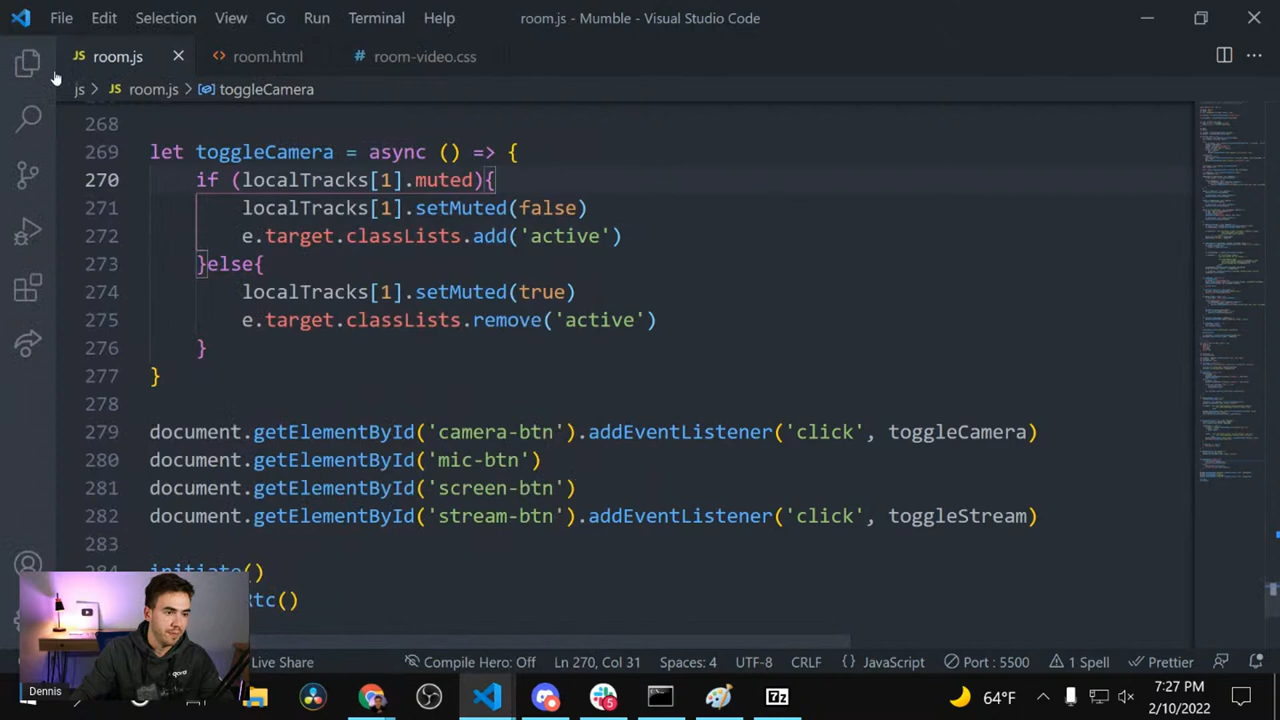 File Edit Selection View Go Run Terminal Help room.js - Mumble - Visual Studio Code
JS room.js room.html # room-video.css
js > JS room.js > toggleCamera
268
269 let toggleCamera = async () => {
270 if (localTracks[1].muted){
271 localTracks[1].setMuted(false)
272 e.target.classLists.add('active')
273 }else{
274 localTracks[1].setMuted(true)
275 e.target.classLists.remove('active')
276 }
277 }
278
279 document.getElementById('camera-btn').addEventListener('click', toggleCamera)
280 document.getElementById('mic-btn')
281 document.getElementById('screen-btn')
282 document.getElementById('stream-btn').addEventListener('click', toggleStream)
283
284 initiate()
tc()
Live Share Compile Hero: Off Ln 270, Col 31 Spaces: 4 UTF-8 CRLF {} JavaScript Port : 5500 1 Spell Prettier
Dennis
5 7z 64°F 7:27 PM
2/10/2022